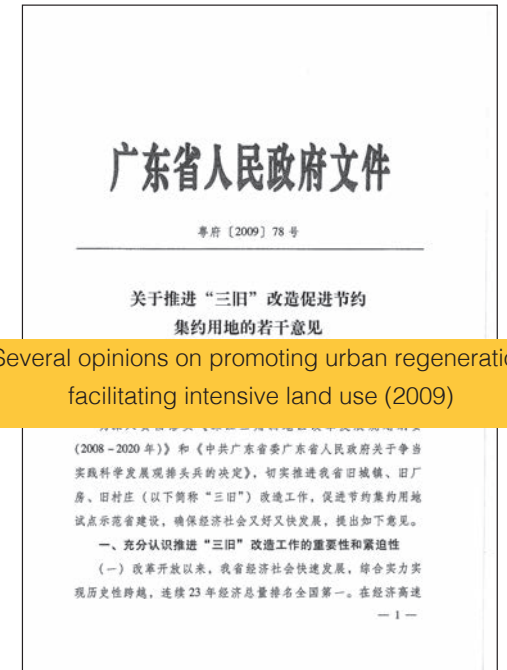 广东省人民政府文件
粤府〔2009〕78 号
关于推进“三旧”改造促进节约
集约用地的若干意见
Several opinions on promoting urban regeneratio
facilitating intensive land use (2009)
(2008－2020 年)》和《中共广东省委广东省人民政府关于争当
实践科学发展观排头兵的决定》，切实推进我省旧城镇、旧厂
房、旧村庄（以下简称“三旧”）改造工作，促进节约集约用地
试点示范省建设，确保经济社会又好又快发展，提出如下意见。
一、充分认识推进“三旧”改造工作的重要性和紧迫性
（一）改革开放以来，我省经济社会快速发展，综合实力实
现历史性跨越，连续 23 年经济总量排名全国第一。在经济高速
— 1 —